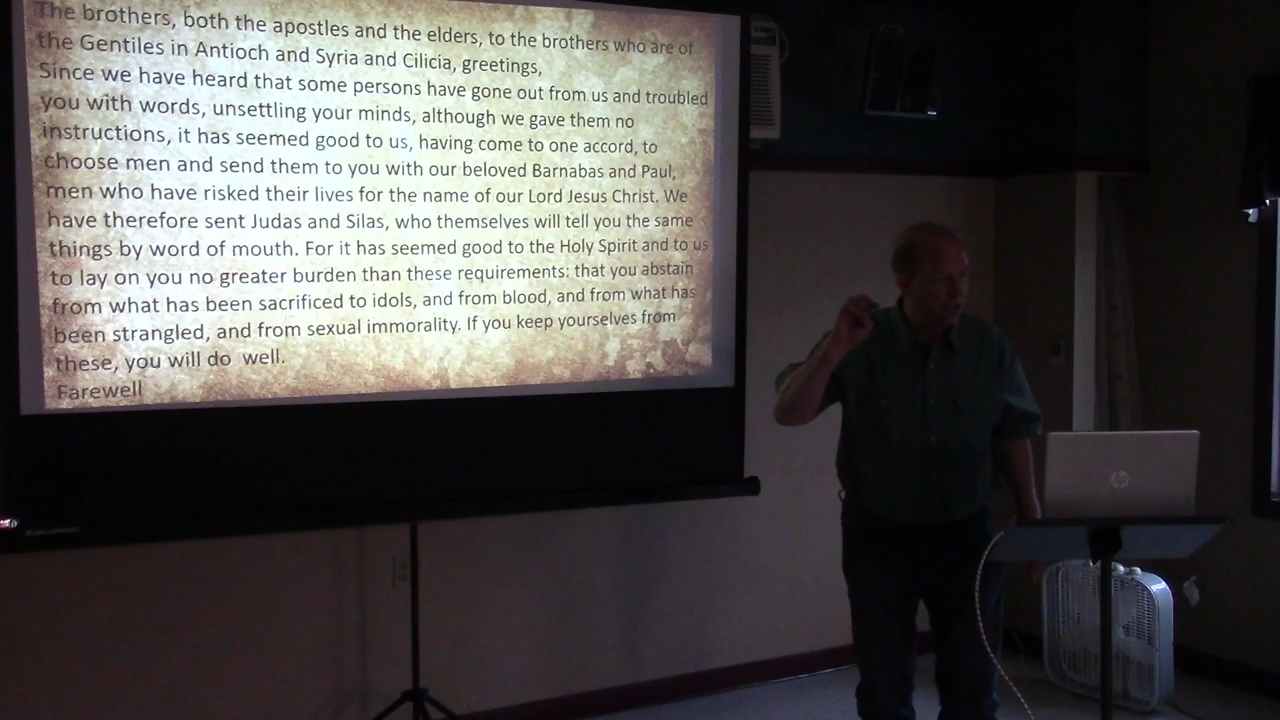 The brothers, both the apostles and the elders, to the brothers who are of
the Gentiles in Antioch and Syria and Cilicia, greetings,
Since we have heard that some persons have gone out from us and troubled
you with words, unsettling your minds, although we gave them no
instructions, it has seemed good to us, having come to one accord, to
choose men and send them to you with our beloved Barnabas and Paul,
men who have risked their lives for the name of our Lord Jesus Christ. We
have therefore sent Judas and Silas, who themselves will tell you the same
things by word of mouth. For it has seemed good to the Holy Spirit and to us
to lay on you no greater burden than these requirements: that you abstain
from what has been sacrificed to idols, and from blood, and from what has
been strangled, and from sexual immorality. If you keep yourselves from
these, you will do well.
Farewell
hp